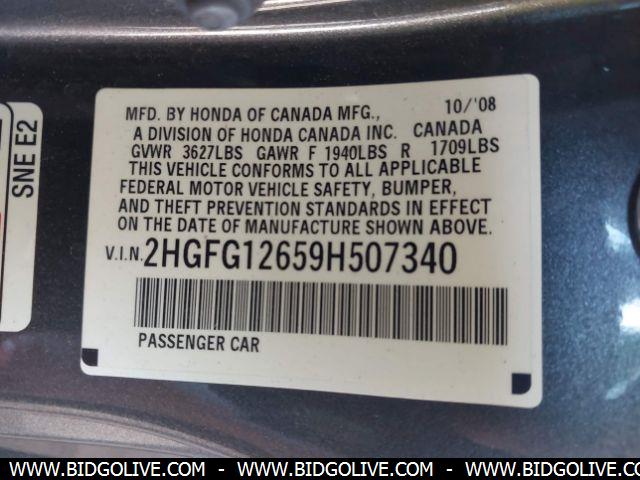 SNE E2
MFD. BY HONDA OF CANADA MFG., 10/'08
A DIVISION OF HONDA CANADA INC. CANADA
GVWR 3627LBS GAWR F 1940LBS R 1709LBS
THIS VEHICLE CONFORMS TO ALL APPLICABLE
FEDERAL MOTOR VEHICLE SAFETY, BUMPER,
AND THEFT PREVENTION STANDARDS IN EFFECT
ON THE DATE OF MANUFACTURE SHOWN ABOVE.
V.I.N. 2HGFG12659H507340
PASSENGER CAR
WWW.BIDGOLIVE.COM - WWW.BIDGOLIVE.COM - WWW.BIDGOLIVE.COM